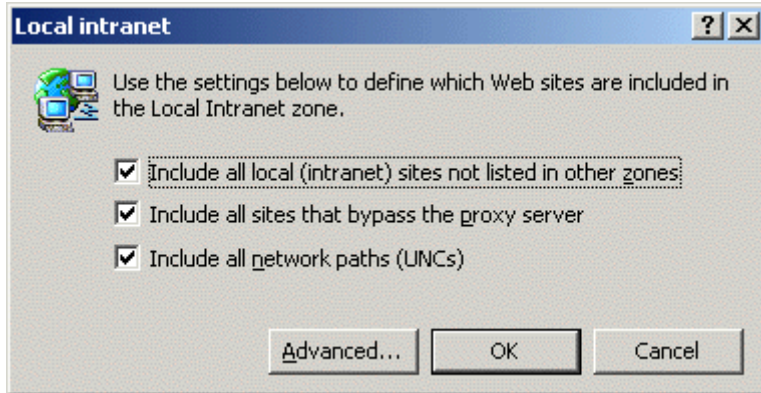 Local intranet
Use the settings below to define which Web sites are included in
the Local Intranet zone.
Include all local (intranet) sites not listed in other zones
Include all sites that bypass the proxy server
Include all network paths (UNCs)
Advanced... OK Cancel